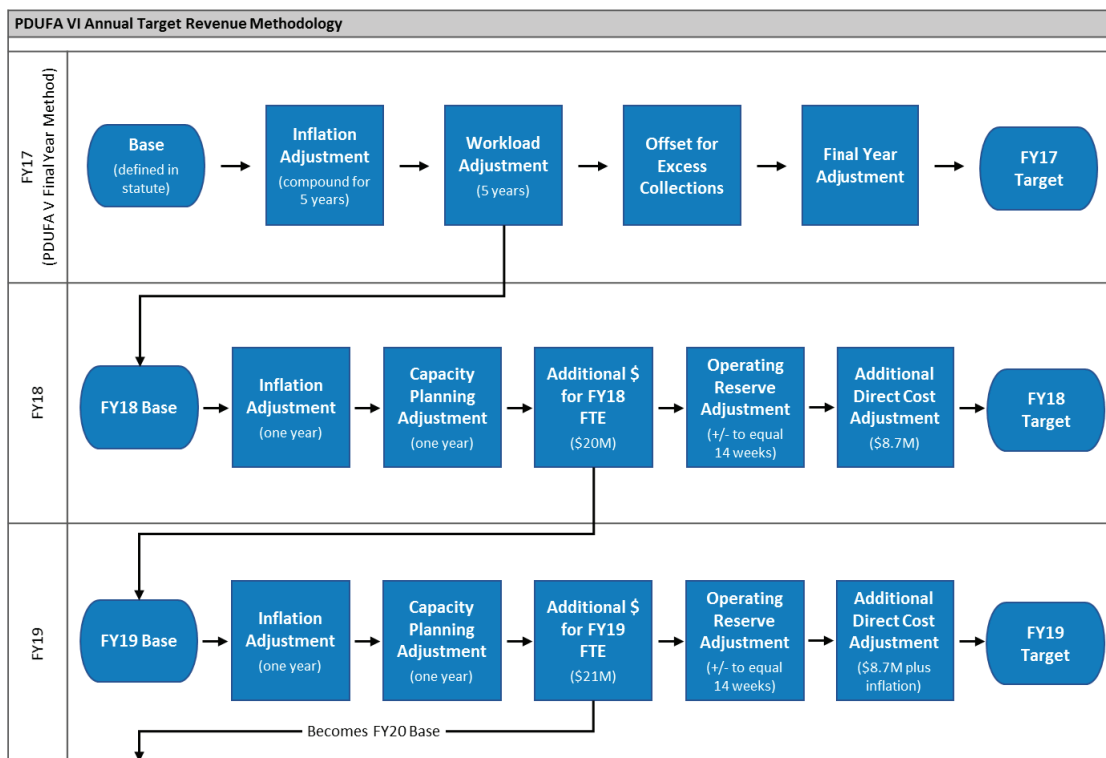 PDUFA VI Annual Target Revenue Methodology
FY17
(PDUFA V Final Year Method)
Base
(defined in
statute)
Inflation
Adjustment
(compound for
5 years)
Workload
Adjustment
(5 years)
Offset for
Excess
Collections
Final Year
Adjustment
FY17
Target
FY18
FY18 Base
Inflation
Adjustment
(one year)
Capacity
Planning
Adjustment
(one year)
Additional $
for FY18
FTE
($20M)
Operating
Reserve
Adjustment
(+/- to equal
14 weeks)
Additional
Direct Cost
Adjustment
($8.7M)
FY18
Target
FY19
FY19 Base
Inflation
Adjustment
(one year)
Capacity
Planning
Adjustment
(one year)
Additional $
for FY19
FTE
($21M)
Operating
Reserve
Adjustment
(+/- to equal
14 weeks)
Additional
Direct Cost
Adjustment
($8.7M plus
inflation)
FY19
Target
Becomes FY20 Base